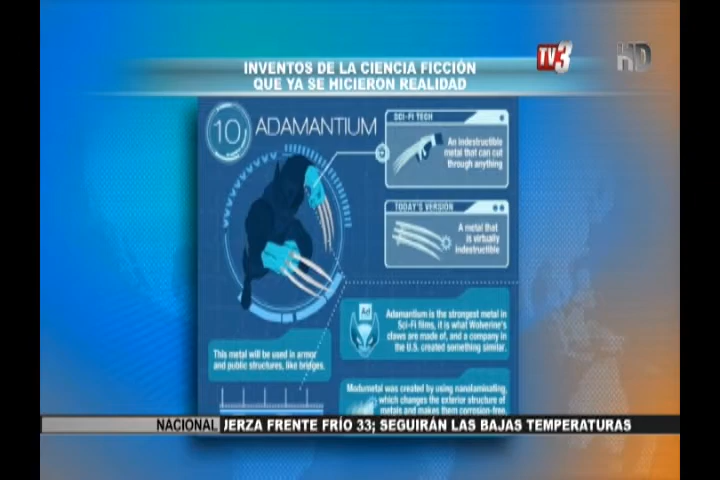 INVENTOS DE LA CIENCIA FICCIÓN
QUE YA SE HICIERON REALIDAD
TV3
HD
10
ADAMANTIUM
SCI-FI TECH
An indestructible
metal that can cut
through anything
TODAY'S VERSION
A metal that
is virtually
indestructible
Ad
Adamantium is the strongest metal in
Sci-Fi films, it is what Wolverine's
claws are made of, and a company in
the U.S. created something similar.
This metal will be used in armor
and public structures, like bridges.
Modumetal was created by using nanolaminating,
which changes the exterior structure of
metals and makes them corrosion-free,
NACIONAL JERZA FRENTE FRÍO 33; SEGUIRÁN LAS BAJAS TEMPERATURAS